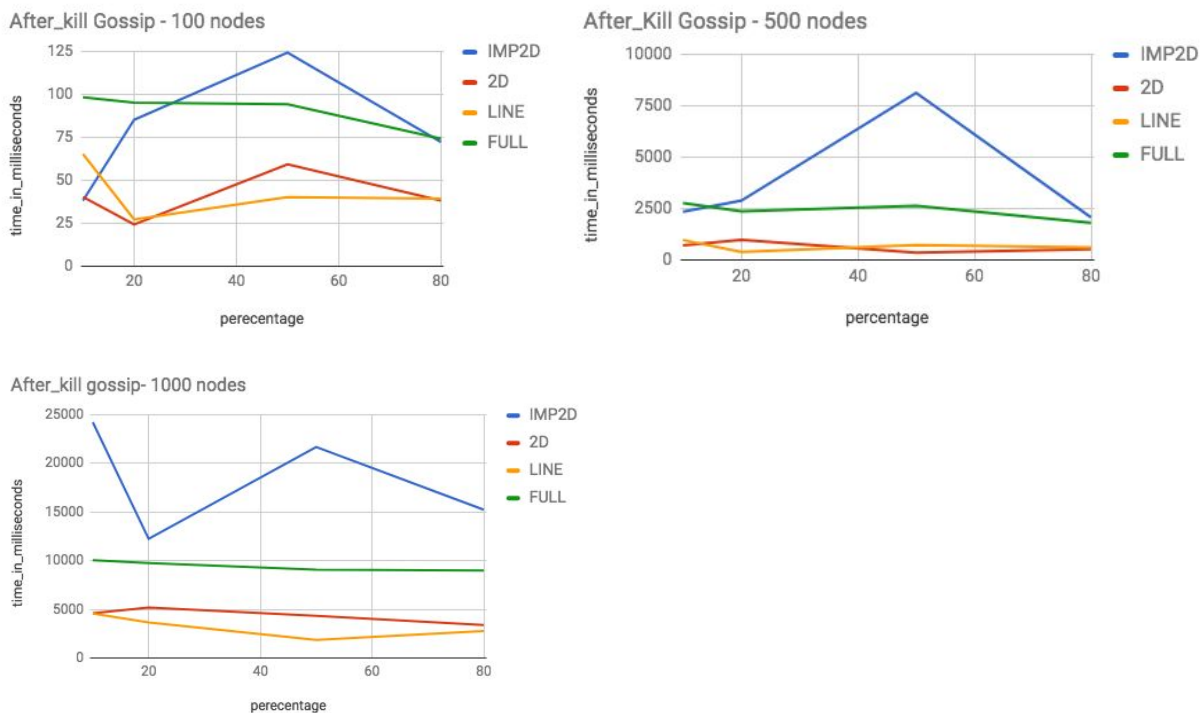 After_kill Gossip - 100 nodes
125
100
75
50
25
0
time_in_milliseconds
20
40
60
80
perecentage
IMP2D
2D
LINE
FULL
After_Kill Gossip - 500 nodes
10000
7500
5000
2500
0
time_in_milliseconds
20
40
60
80
percentage
IMP2D
2D
LINE
FULL
After_kill gossip- 1000 nodes
25000
20000
15000
10000
5000
0
time_in_milliseconds
20
40
60
80
perecentage
IMP2D
2D
LINE
FULL